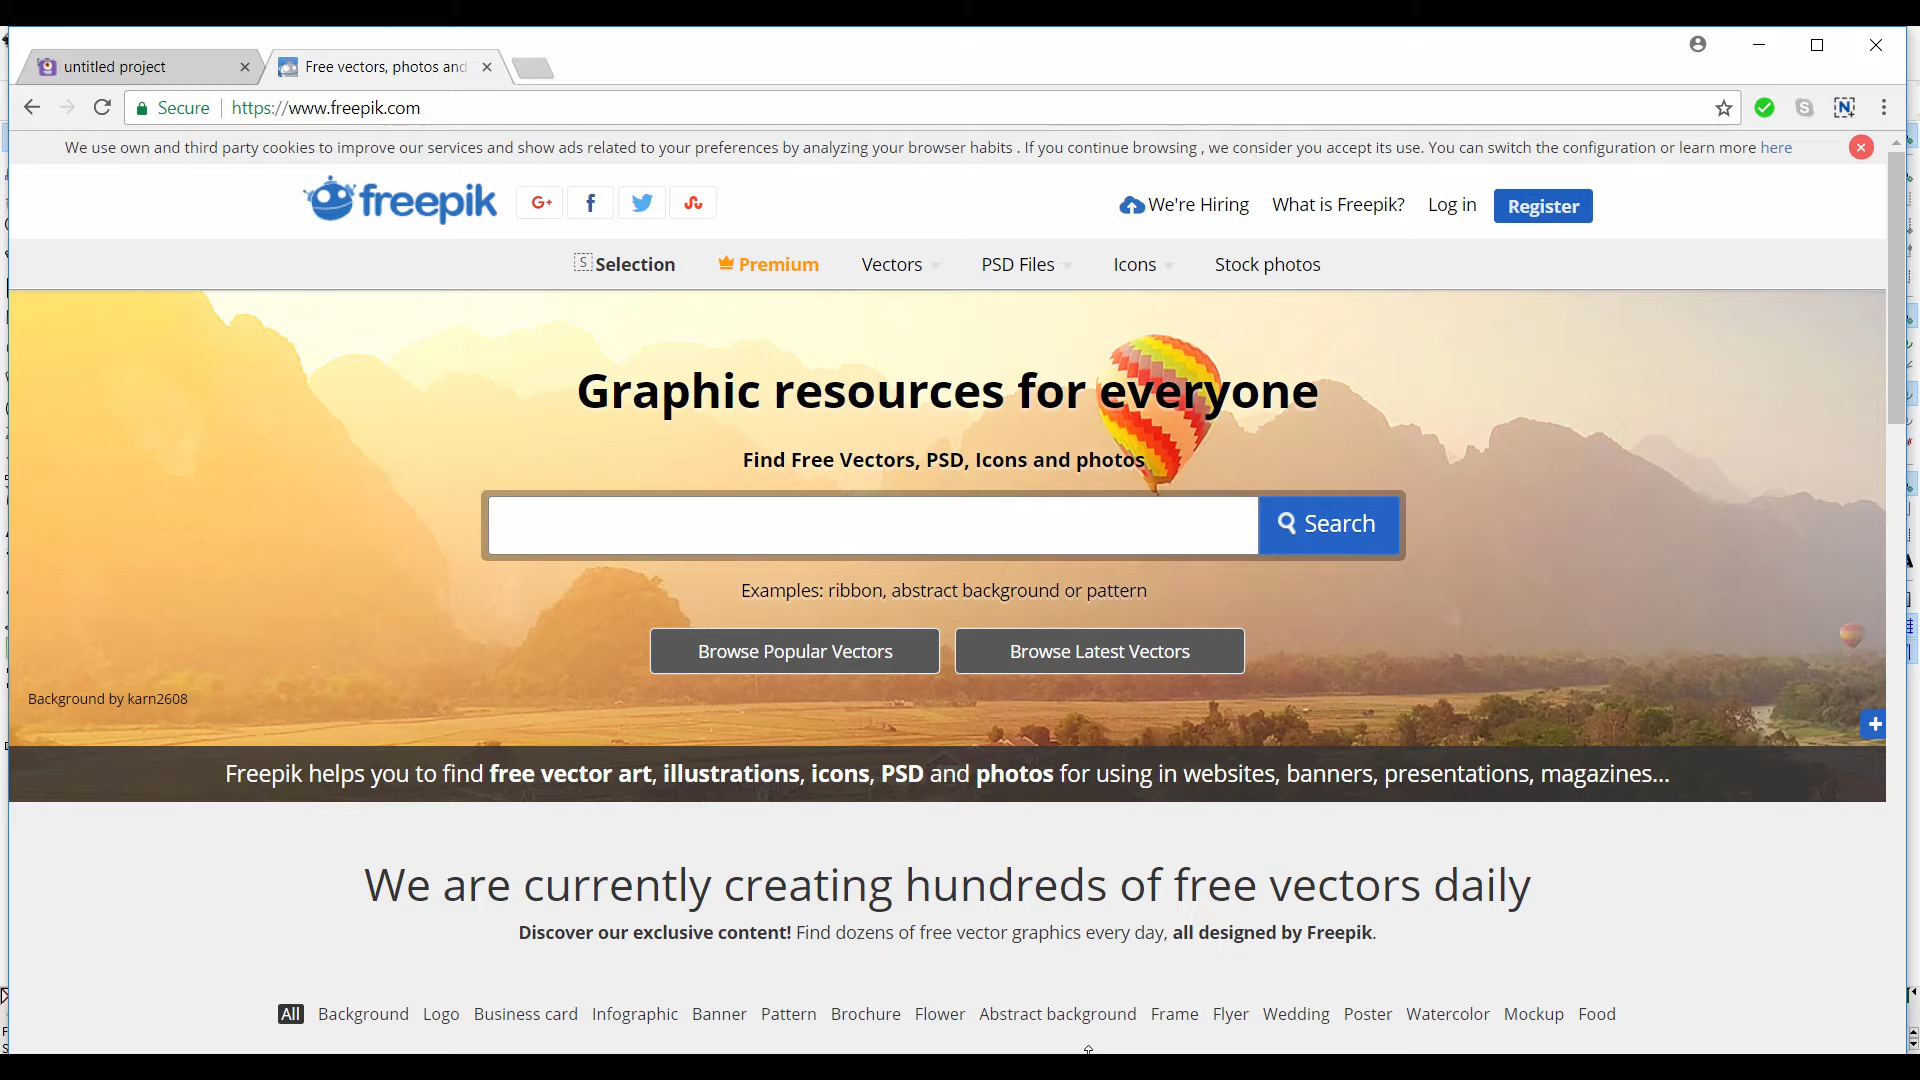 untitled project
Free vectors, photos and
Secure https://www.freepik.com
We use own and third party cookies to improve our services and show ads related to your preferences by analyzing your browser habits . If you continue browsing , we consider you accept its use. You can switch the configuration or learn more here
freepik G+ We're Hiring What is Freepik? Log in Register
Selection Premium Vectors PSD Files Icons Stock photos
Graphic resources for everyone
Find Free Vectors, PSD, Icons and photos
Search
Examples: ribbon, abstract background or pattern
Browse Popular Vectors Browse Latest Vectors
Background by karn2608
Freepik helps you to find free vector art, illustrations, icons, PSD and photos for using in websites, banners, presentations, magazines...
We are currently creating hundreds of free vectors daily
Discover our exclusive content! Find dozens of free vector graphics every day, all designed by Freepik.
All Background Logo Business card Infographic Banner Pattern Brochure Flower Abstract background Frame Flyer Wedding Poster Watercolor Mockup Food